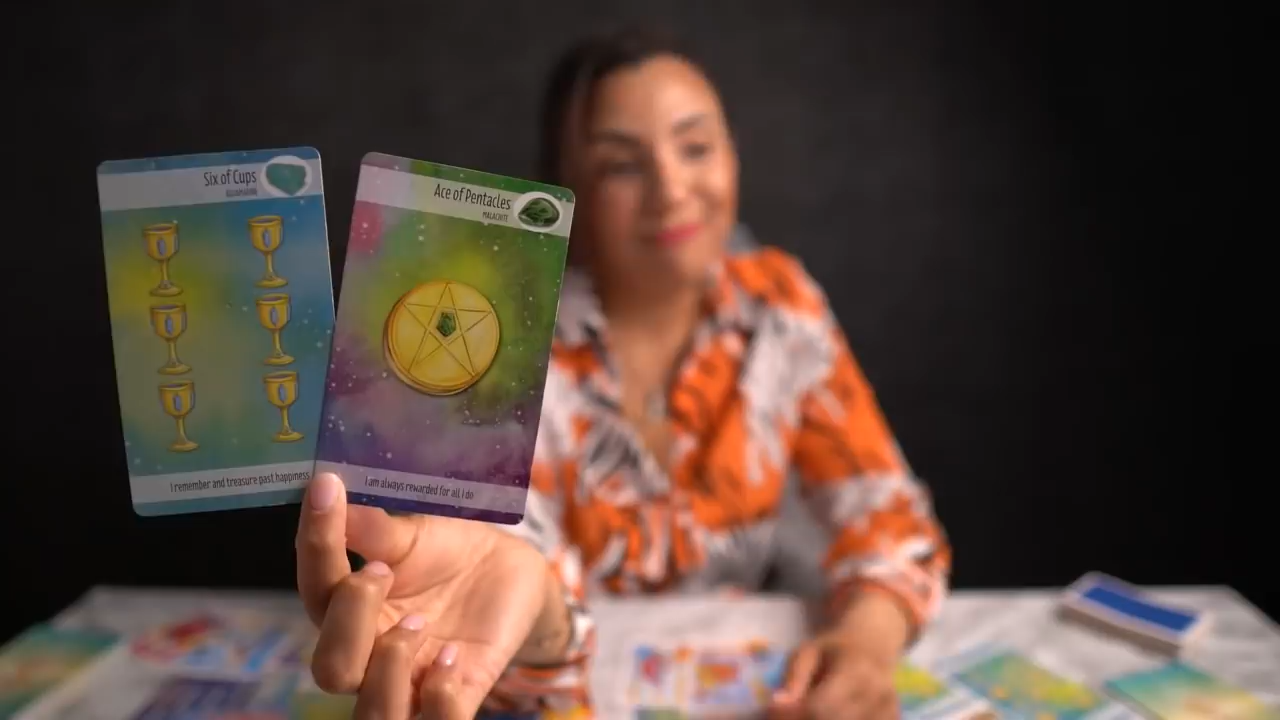 Six of Cups
I remember and treasure past happiness
Ace of Pentacles
MALACHITE
I am always rewarded for all I do